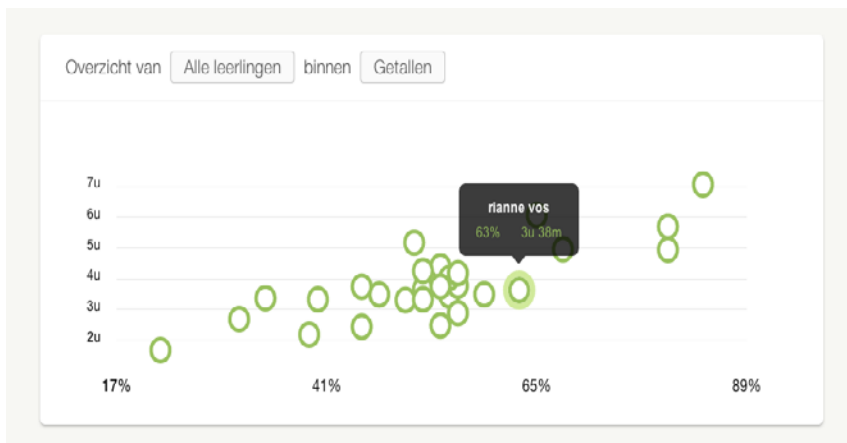 Overzicht van Alle leerlingen binnen Getallen
7u
6u
5u
4u
3u
2u
rianne vos
63% 3u 38m
17% 41% 65% 89%